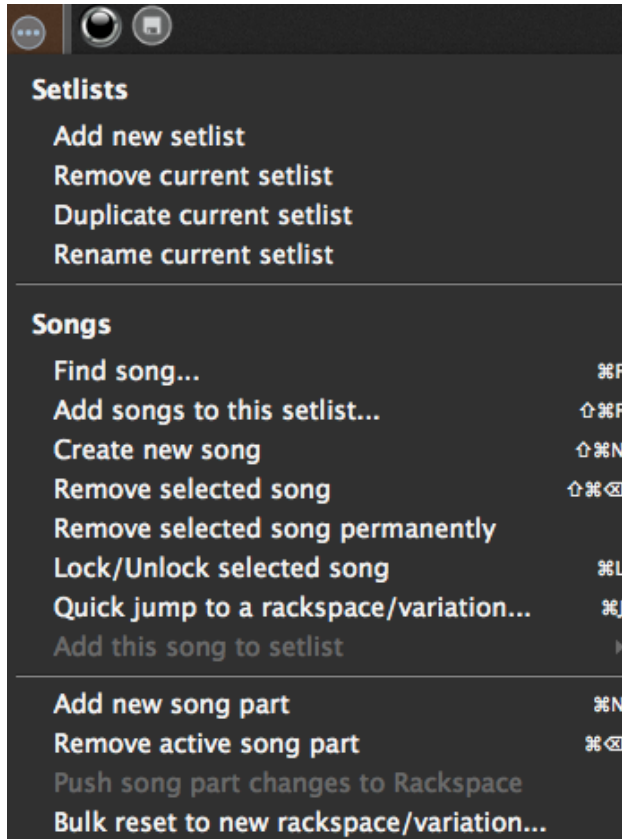 Setlists
Add new setlist
Remove current setlist
Duplicate current setlist
Rename current setlist
Songs
Find song... ⌘F
Add songs to this setlist... ⇧⌘F
Create new song ⇧⌘N
Remove selected song ⇧⌘⌫
Remove selected song permanently
Lock/Unlock selected song ⌘L
Quick jump to a rackspace/variation... ⌘J
Add this song to setlist
Add new song part ⌘N
Remove active song part ⌘⌫
Push song part changes to Rackspace
Bulk reset to new rackspace/variation...